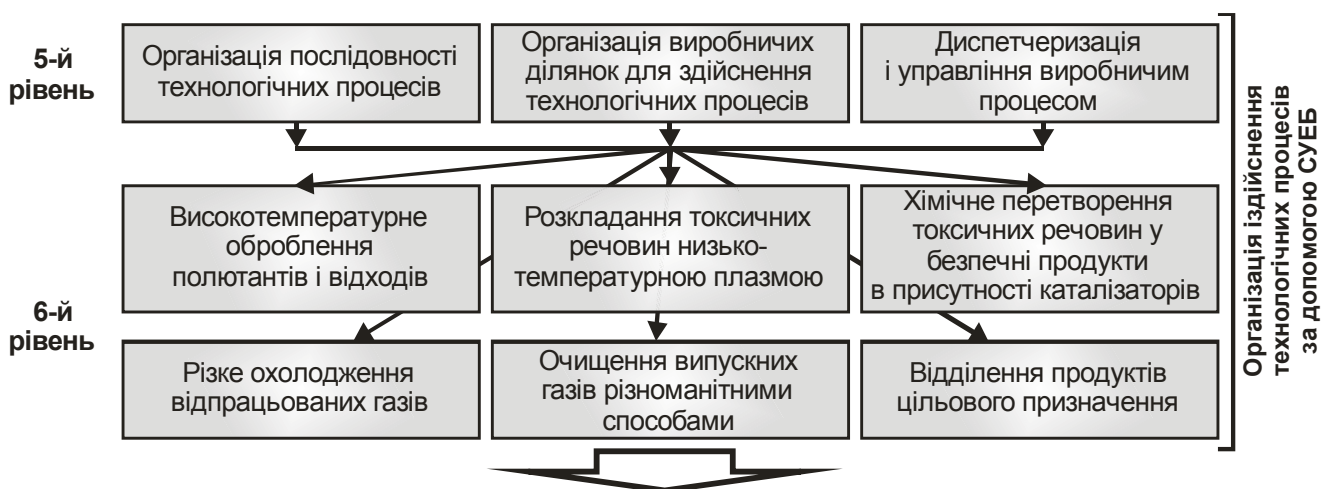 5-й
рівень
Організація послідовності
технологічних процесів
Організація виробничих
ділянок для здійснення
технологічних процесів
Диспетчеризація
і управління виробничим
процесом
6-й
рівень
Високотемпературне
оброблення
полютантів і відходів
Розкладання токсичних
речовин низько-
температурною плазмою
Хімічне перетворення
токсичних речовин у
безпечні продукти
в присутності каталізаторів
Різке охолодження
відпрацьованих газів
Очищення випускних
газів різноманітними
способами
Відділення продуктів
цільового призначення
Організація іздійснення
технологічних процесів
за допомогою СУЕБ